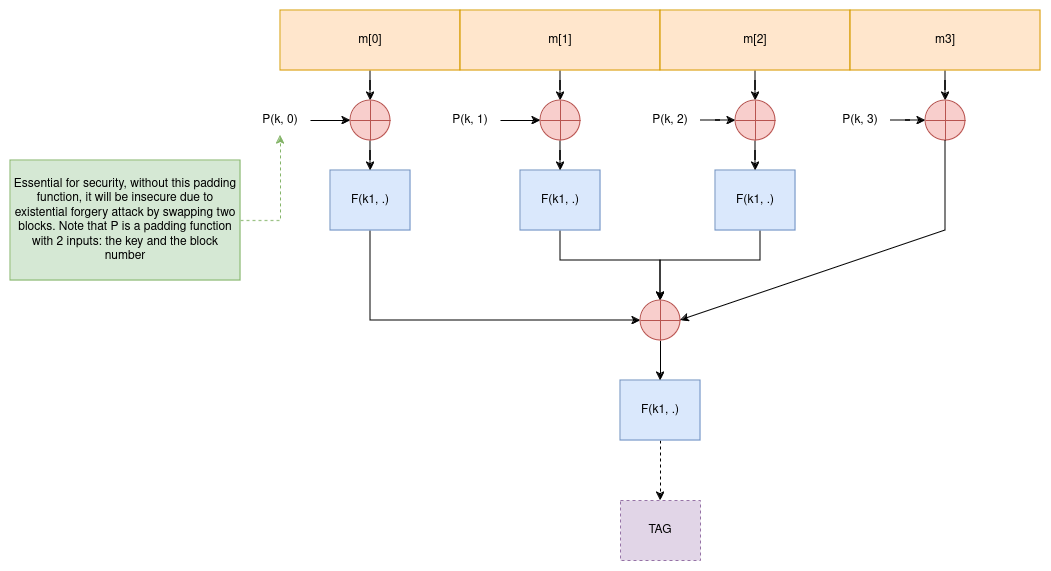 m[0]
m[1]
m[2]
m3]
P(k, 0)
P(k, 1)
P(k, 2)
P(k, 3)
Essential for security, without this padding
function, it will be insecure due to
existential forgery attack by swapping two
blocks. Note that P is a padding function
with 2 inputs: the key and the block
number
F(k1, .)
F(k1, .)
F(k1, .)
F(k1, .)
TAG